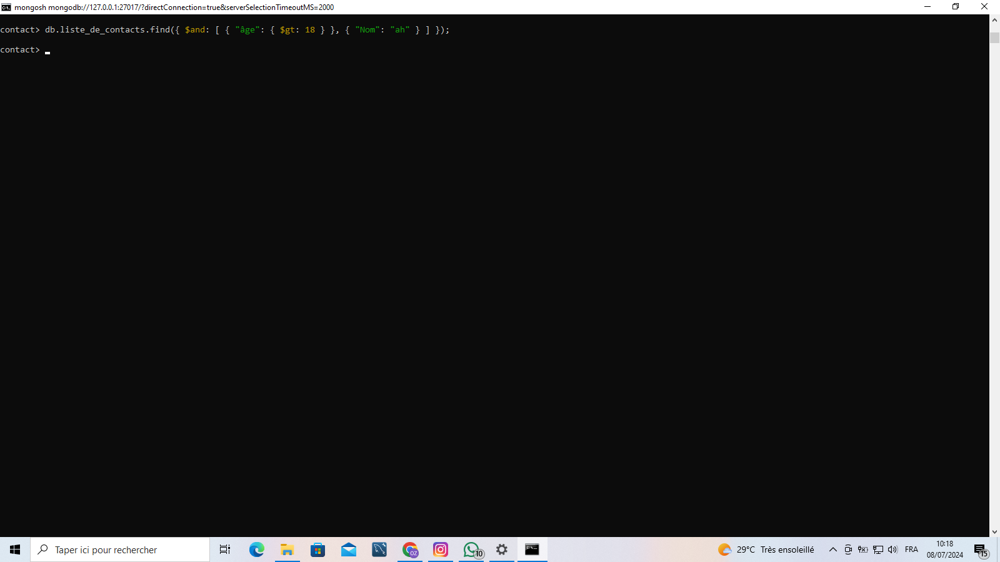 mongosh mongodb://127.0.0.1:27017/?directConnection=true&serverSelectionTimeoutMS=2000
contact> db.liste_de_contacts.find({ $and: [ { "âge": { $gt: 18 } }, { "Nom": "ah" } ] });
contact>
Taper ici pour rechercher
OZ
10
29°C Très ensoleillé
FRA
10:18
08/07/2024
15